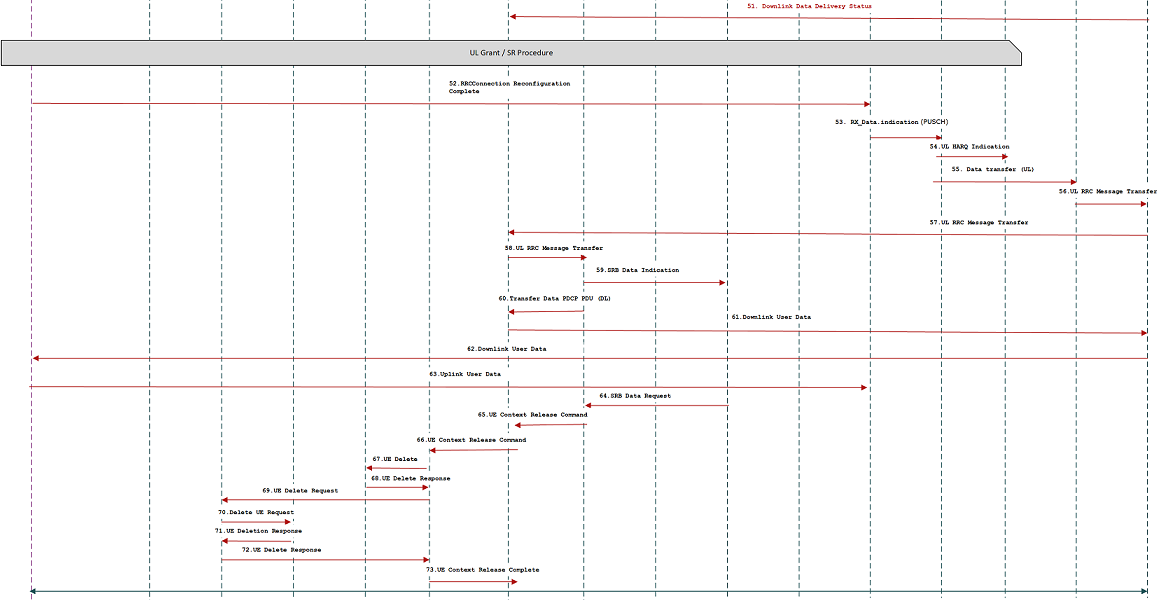 51. Downlink Data Delivery Status
UL Grant / SR Procedure
52.RRCConnection Reconfiguration
Complete
53. RX_Data.indication (PUSCH)
54.UL HARQ Indication
55. Data transfer (UL)
56.UL RRC Message Transfer
57.UL RRC Message Transfer
58.UL RRC Message Transfer
59.SRB Data Indication
60.Transfer Data PDCP PDU (DL)
61.Downlink User Data
62.Downlink User Data
63.Uplink User Data
64.SRB Data Request
65.UE Context Release Command
66.UE Context Release Command
67.UE Delete
68.UE Delete Response
69.UE Delete Request
70.Delete UE Request
71.UE Deletion Response
72.UE Delete Response
73.UE Context Release Complete